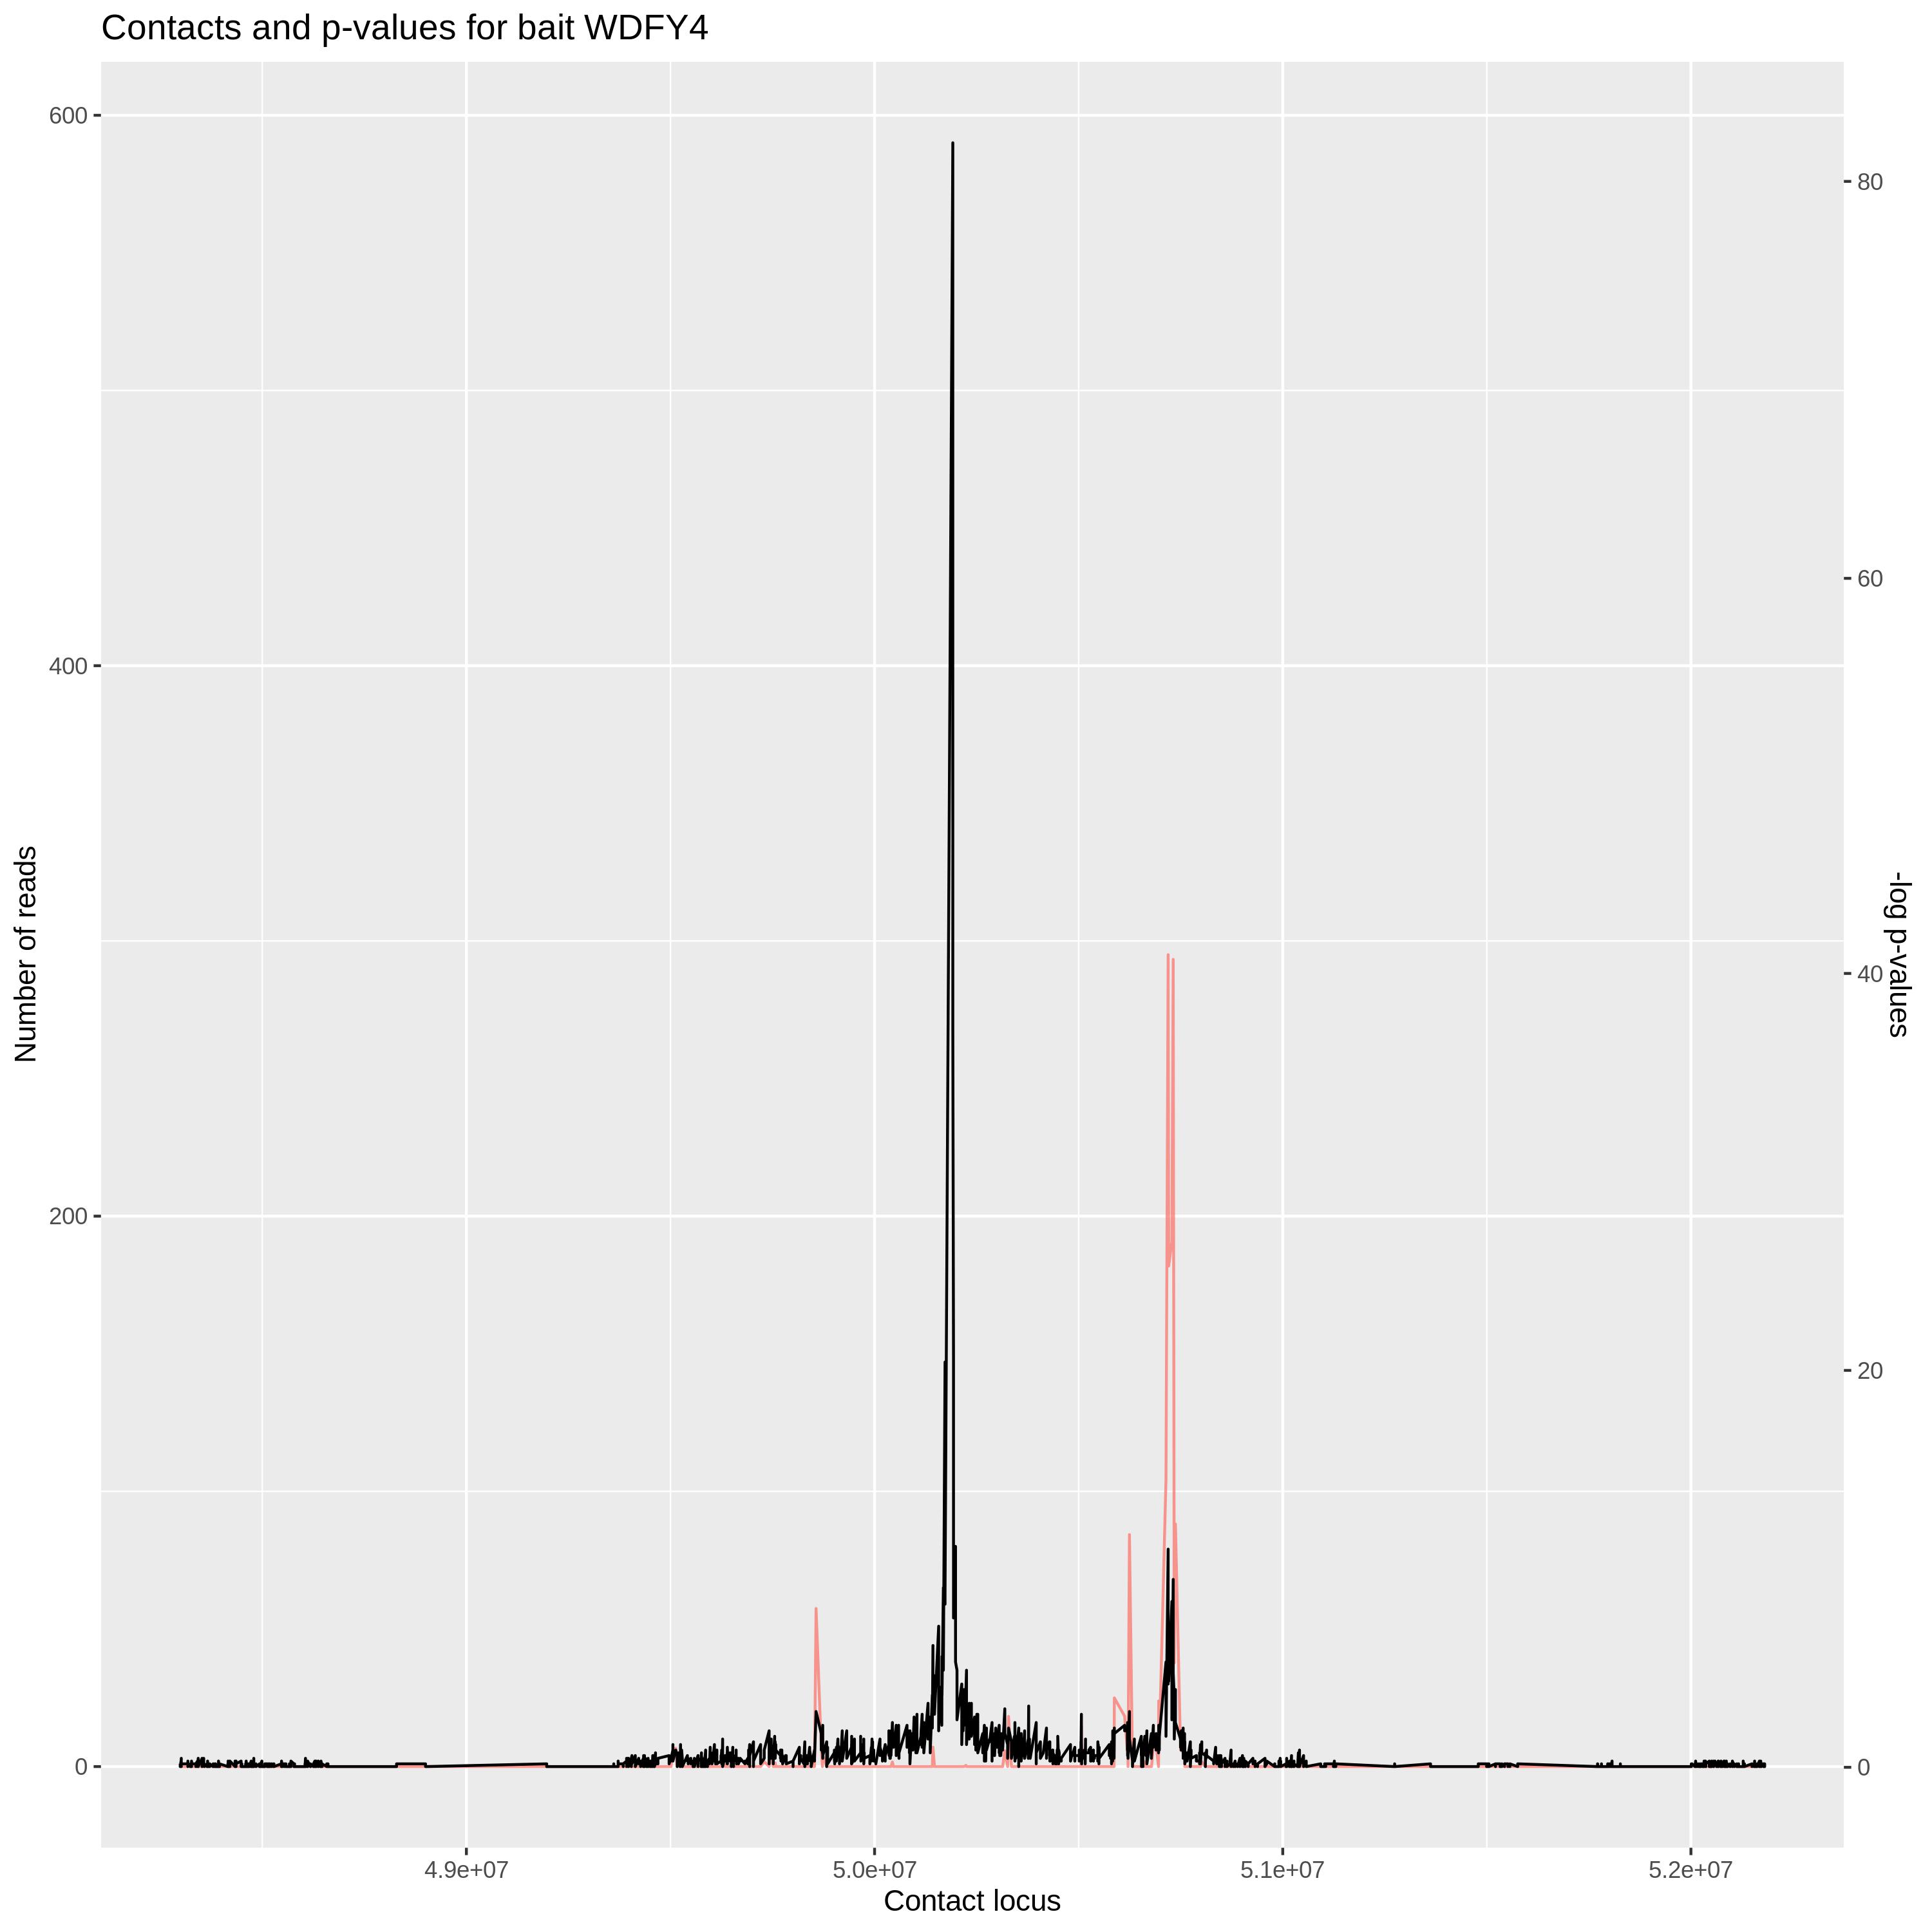 Contacts and p-values for bait WDFY4
600
400
200
0
Number of reads
80
60
40
20
0
-log p-values
4.9e+07
5.0e+07
5.1e+07
5.2e+07
Contact locus